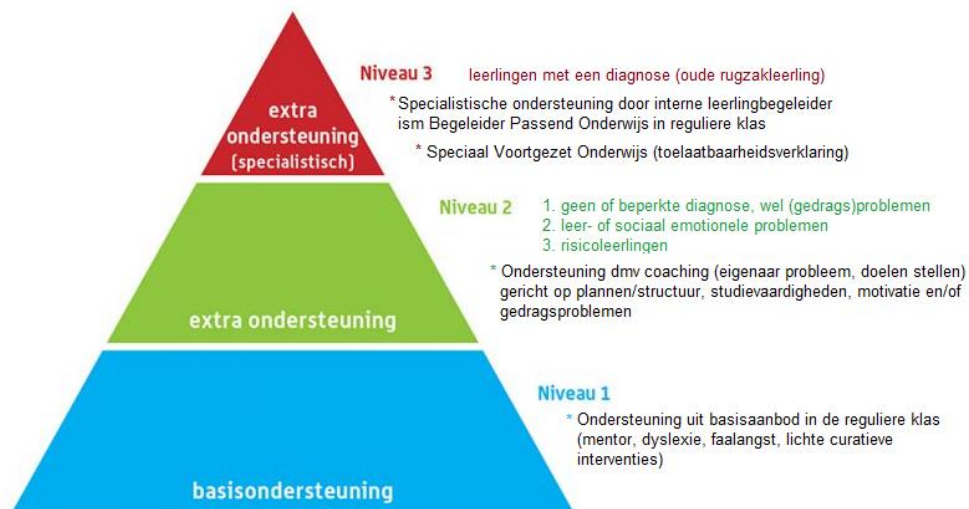 Niveau 3 leerlingen met een diagnose (oude rugzakleerling)
extra
ondersteuning
(specialistisch)
* Specialistische ondersteuning door interne leerlingbegeleider
ism Begeleider Passend Onderwijs in reguliere klas
* Speciaal Voortgezet Onderwijs (toelaatbaarheidsverklaring)
Niveau 2
1. geen of beperkte diagnose, wel (gedrags)problemen
2. leer- of sociaal emotionele problemen
3. risicoleerlingen
* Ondersteuning dmv coaching (eigenaar probleem, doelen stellen)
gericht op plannen/structuur, studievaardigheden, motivatie en/of
gedragsproblemen
extra ondersteuning
Niveau 1
* Ondersteuning uit basisaanbod in de reguliere klas
(mentor, dyslexie, faalangst, lichte curatieve
interventies)
basisondersteuning